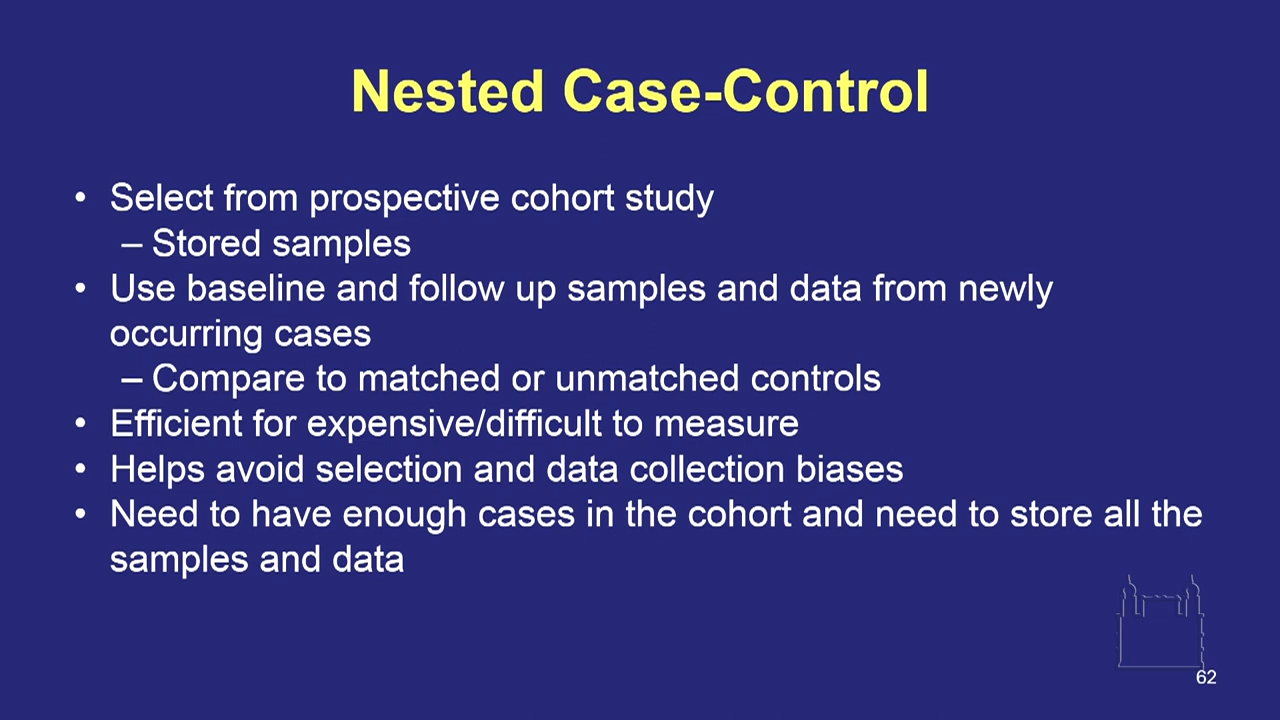 Nested Case-Control
• Select from prospective cohort study
– Stored samples
• Use baseline and follow up samples and data from newly
occurring cases
– Compare to matched or unmatched controls
• Efficient for expensive/difficult to measure
• Helps avoid selection and data collection biases
• Need to have enough cases in the cohort and need to store all the
samples and data
62